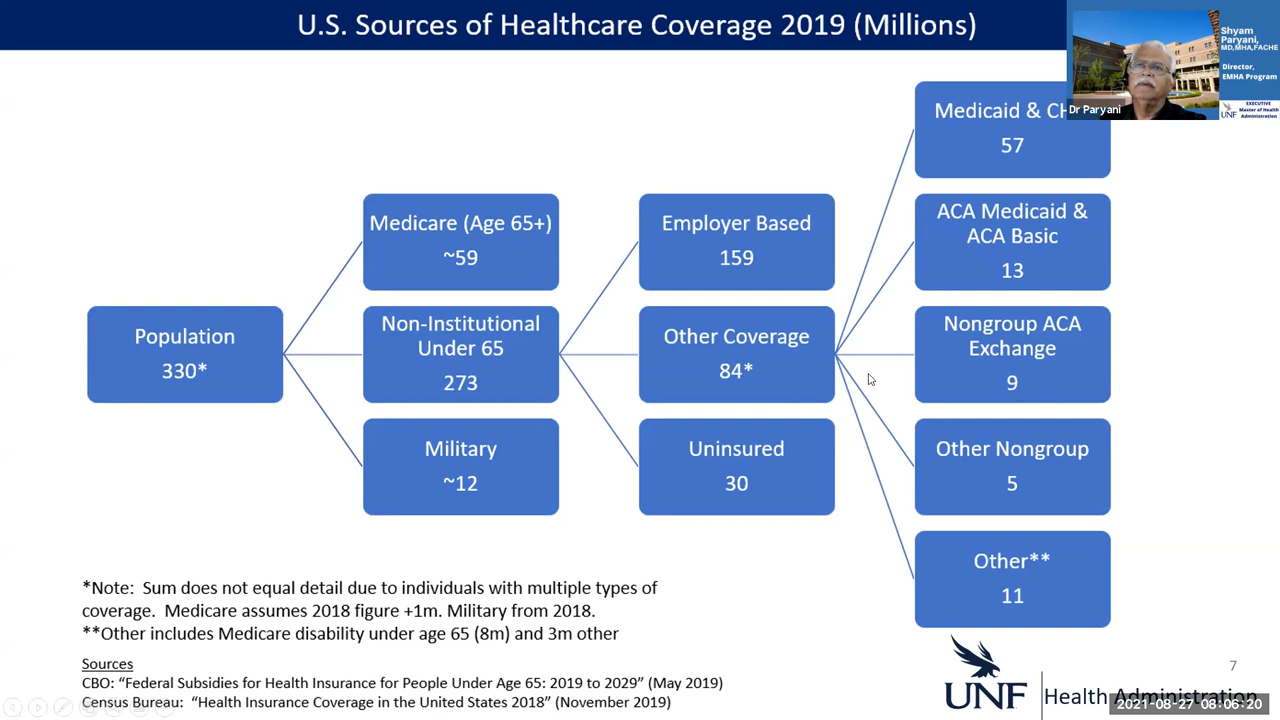 U.S. Sources of Healthcare Coverage 2019 (Millions)
Shyam
Paryani,
MD,MHA,FACHE
Director,
EMHA Program
EXECUTIVE
Master of Health
Administration
UNF
Dr Paryani
Population
330*
Medicare (Age 65+)
~59
Non-Institutional
Under 65
273
Military
~12
Employer Based
159
Other Coverage
84*
Uninsured
30
Medicaid &
57
ACA Medicaid &
ACA Basic
13
Nongroup ACA
Exchange
9
Other Nongroup
5
Other**
11
*Note: Sum does not equal detail due to individuals with multiple types of
coverage. Medicare assumes 2018 figure +1m. Military from 2018.
**Other includes Medicare disability under age 65 (8m) and 3m other
Sources
CBO: “Federal Subsidies for Health Insurance for People Under Age 65: 2019 to 2029” (May 2019)
Census Bureau: “Health Insurance Coverage in the United States 2018” (November 2019)
7
UNF Health Administration
2021-08-27 08:06:20